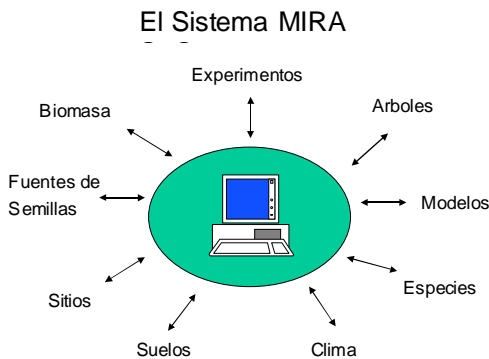 El Sistema MIRA
Experimentos
Biomasa
Arboles
Fuentes de
Semillas
Modelos
Sitios
Especies
Suelos
Clima